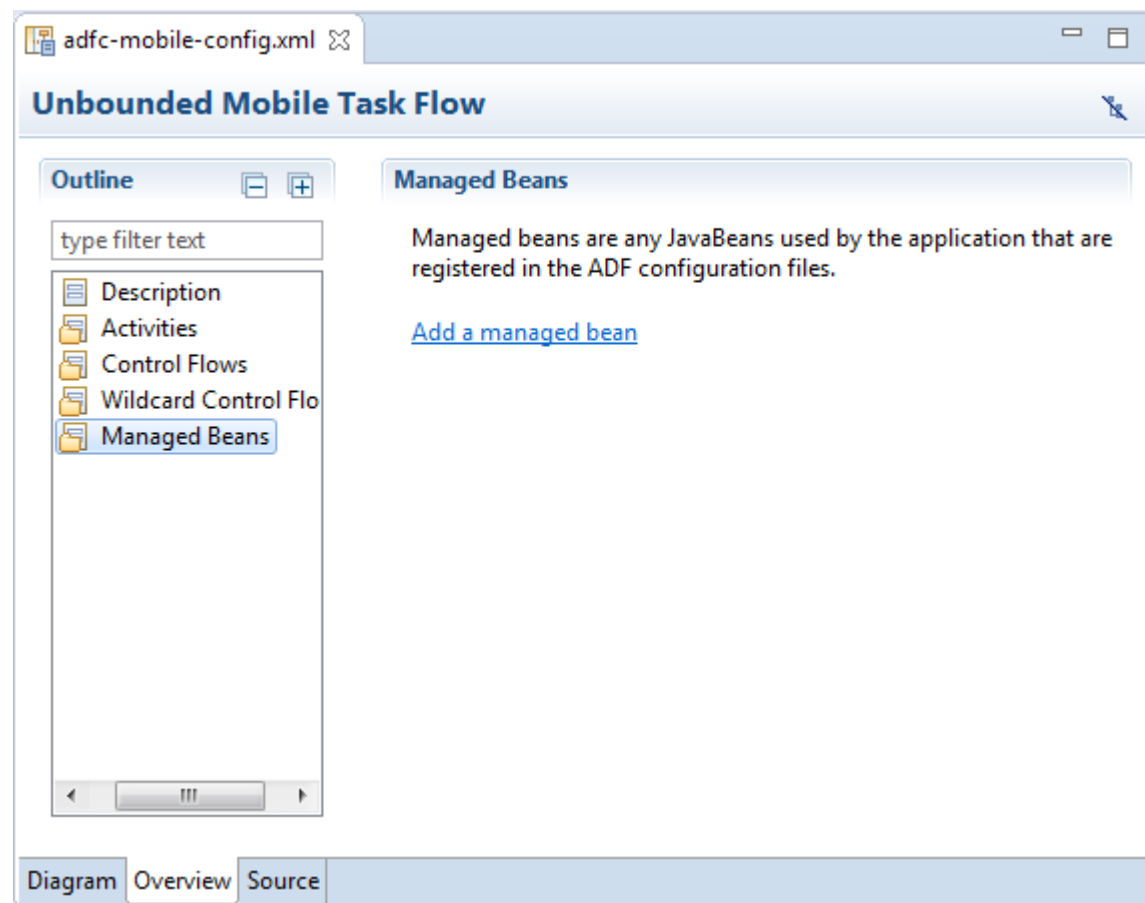 adfc-mobile-config.xml
Unbounded Mobile Task Flow
Outline
type filter text
Description
Activities
Control Flows
Wildcard Control Flo
Managed Beans
Managed Beans
Managed beans are any JavaBeans used by the application that are
registered in the ADF configuration files.
Add a managed bean
Diagram
Overview
Source